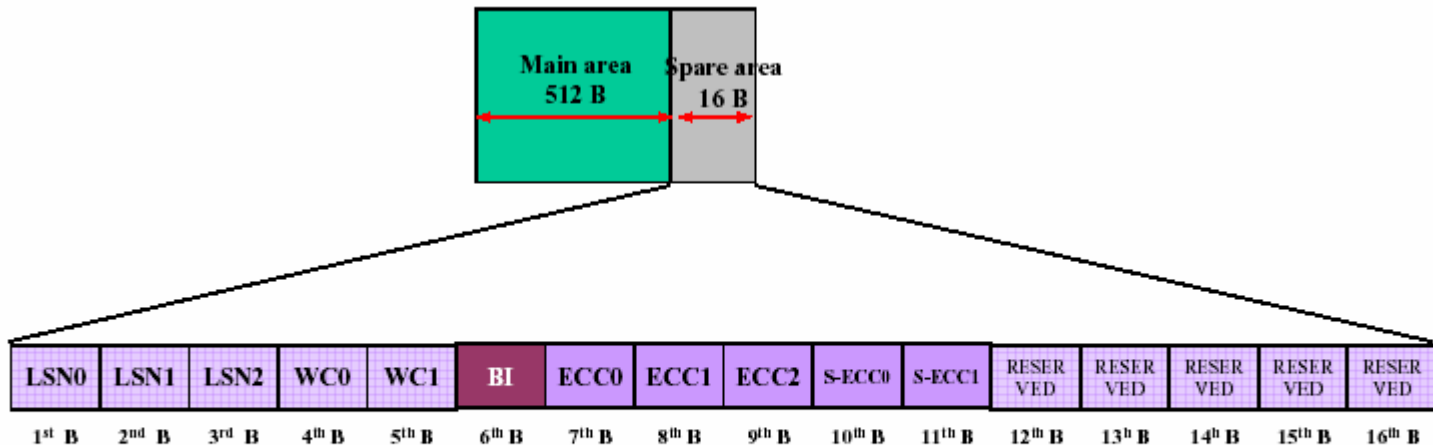 Main area
512 B
Spare area
16 B
LSN0 LSN1 LSN2 WC0 WC1 BI ECC0 ECC1 ECC2 S-ECC0 S-ECC1 RESER VED RESER VED RESER VED RESER VED RESER VED
1st B 2nd B 3rd B 4th B 5th B 6th B 7th B 8th B 9th B 10th B 11th B 12th B 13h B 14h B 15th B 16th B